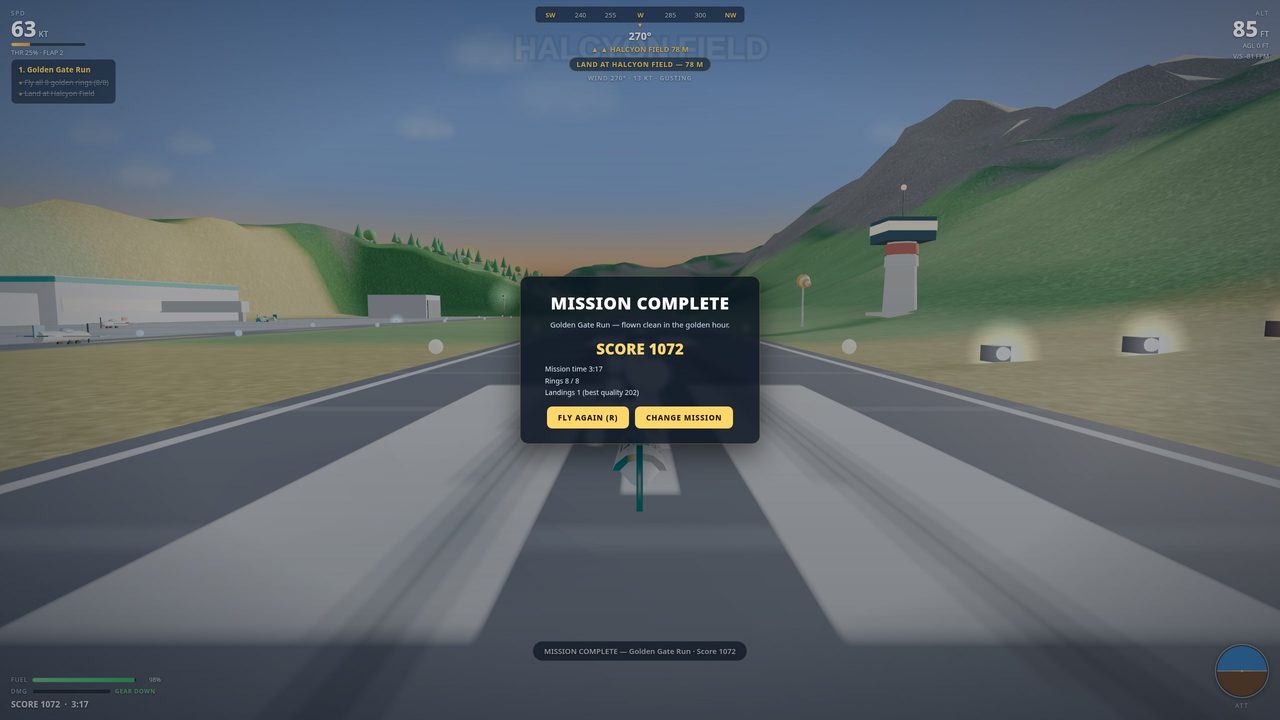 SPD
63 KT
THR 25% · FLAP 2
1. Golden Gate Run
Fly all 8 golden rings (8/8)
Land at Halcyon Field
SW 240 255 W 285 300 NW
270°
HALCYON FIELD
▲ ▲ HALCYON FIELD 78 M
LAND AT HALCYON FIELD — 78 M
WIND 270° · 13 KT · GUSTING
ALT
85 FT
AGL 0 FT
V/S -81 FPM
MISSION COMPLETE
Golden Gate Run — flown clean in the golden hour.
SCORE 1072
Mission time 3:17
Rings 8 / 8
Landings 1 (best quality 202)
FLY AGAIN (R) CHANGE MISSION
MISSION COMPLETE — Golden Gate Run · Score 1072
FUEL 98%
DMG GEAR DOWN
SCORE 1072 · 3:17
ATT